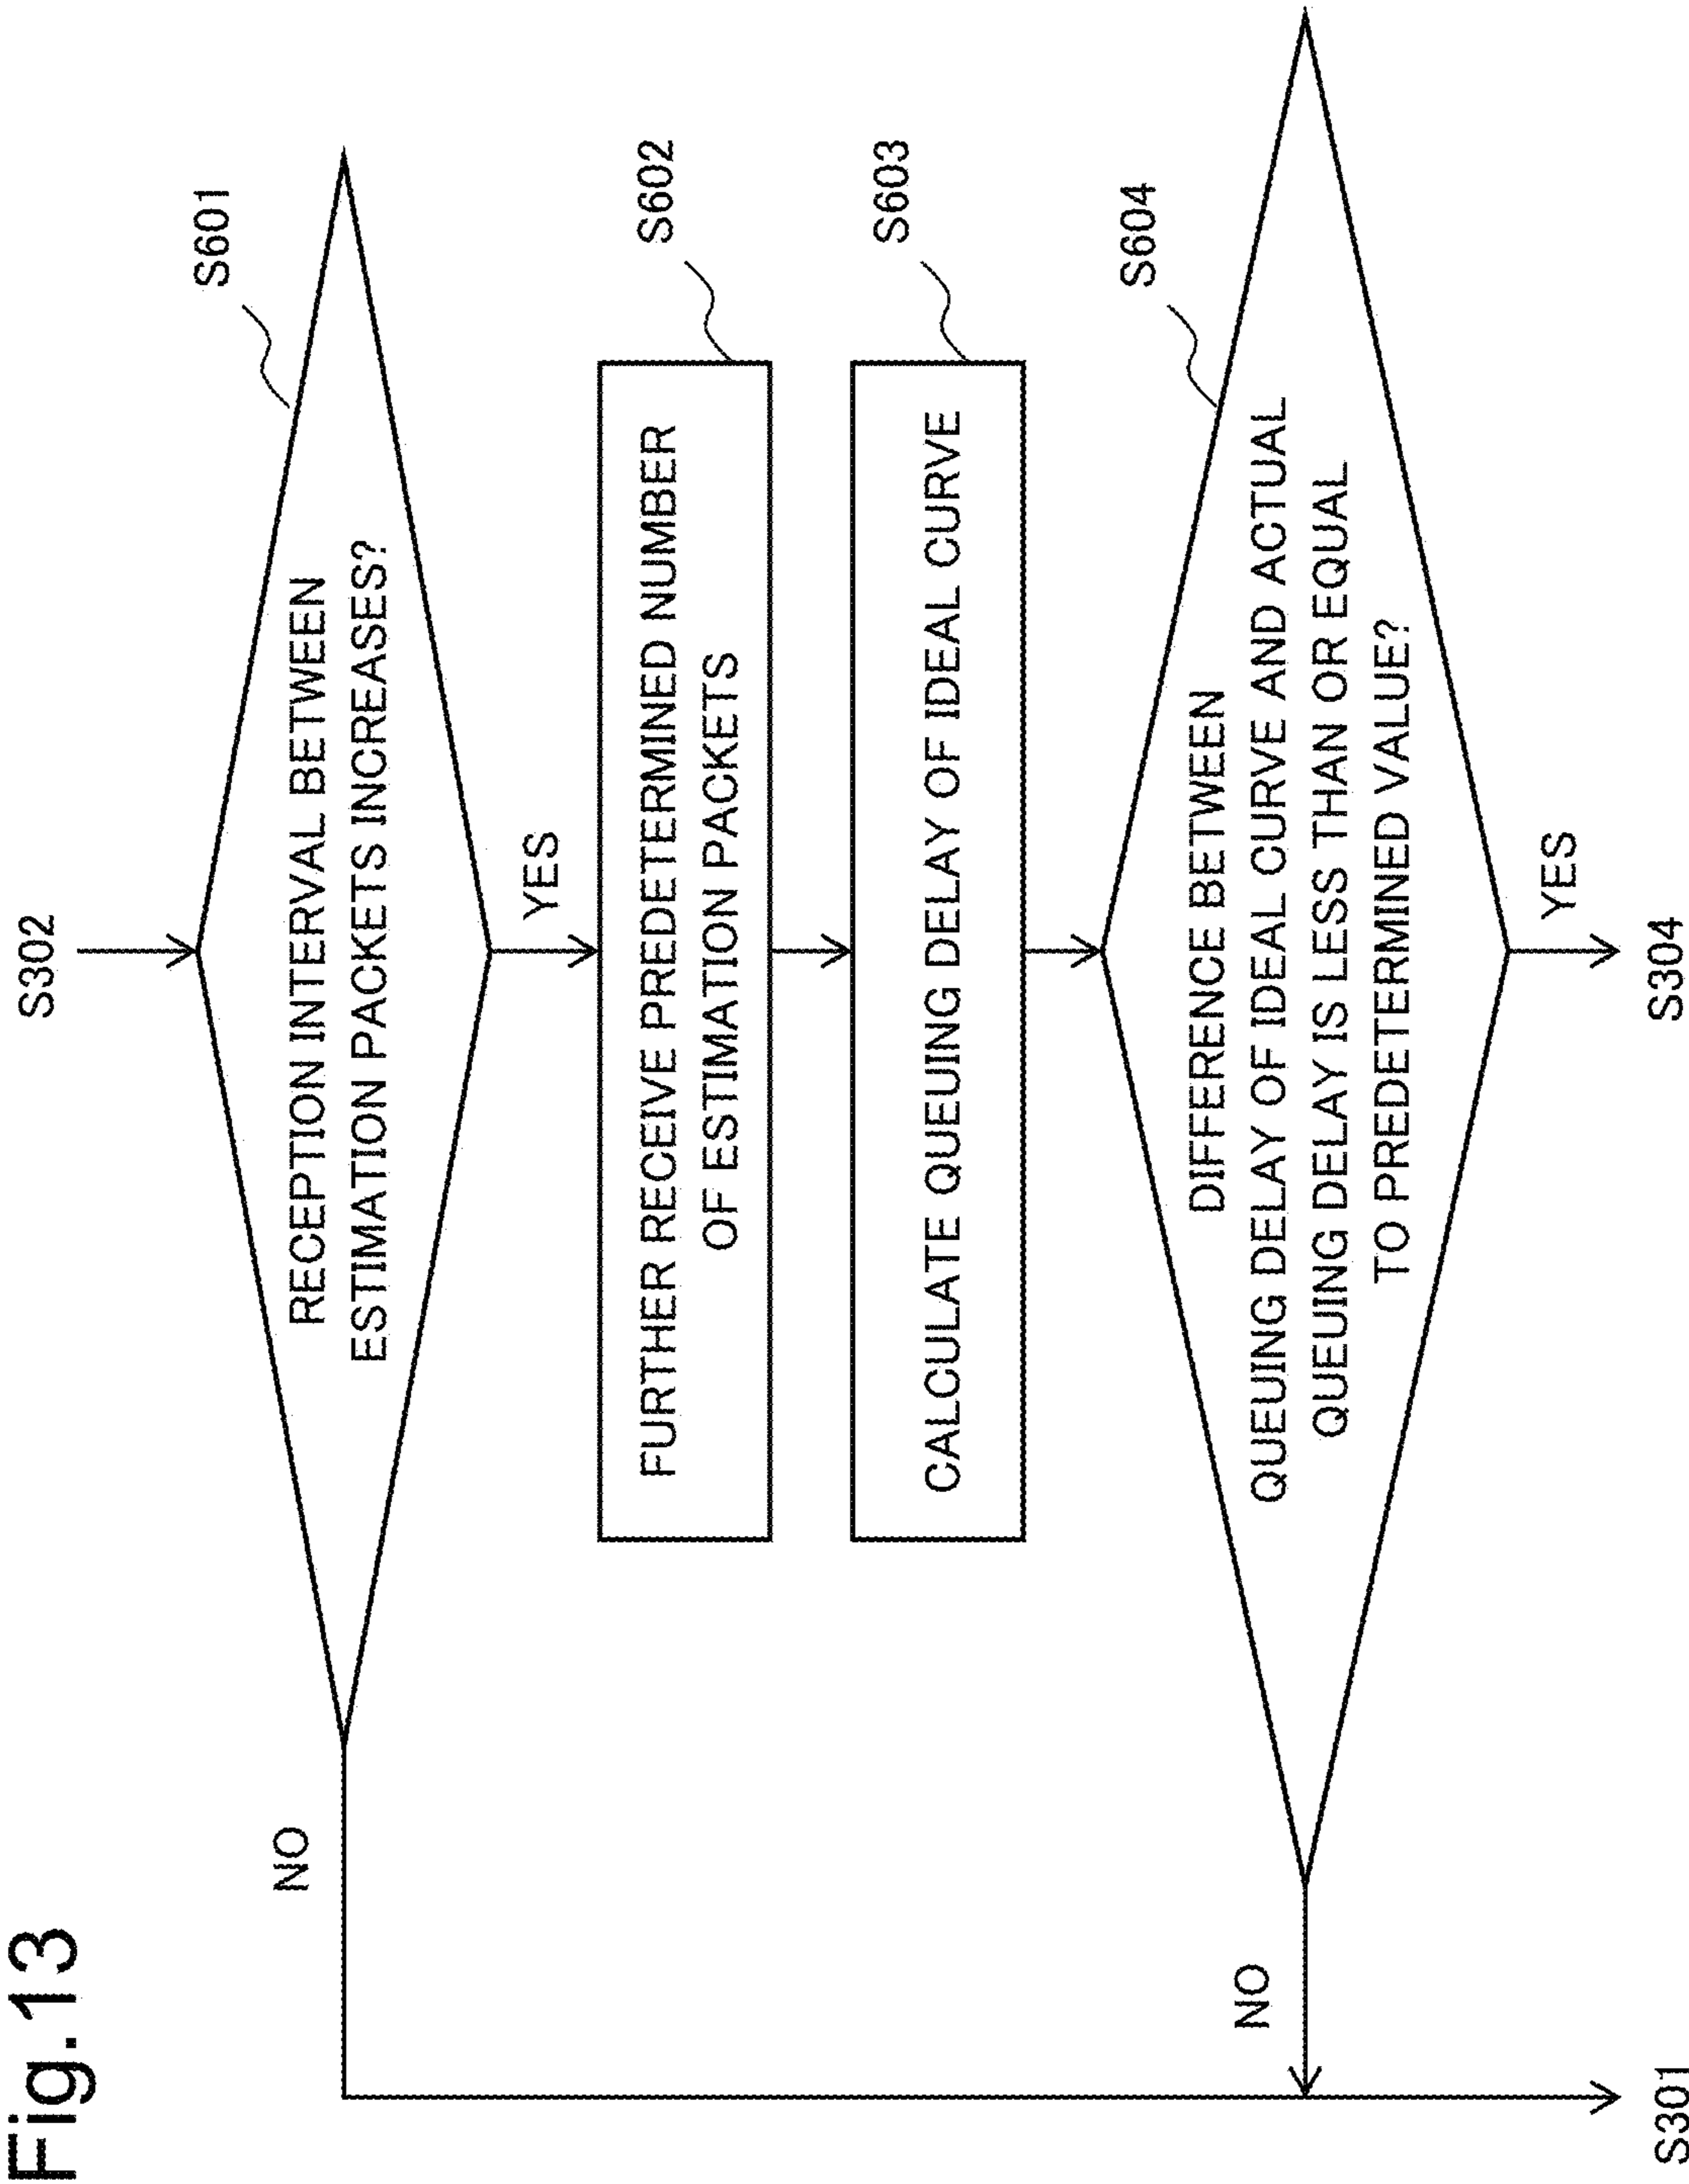 Fig.13
S302
RECEPTION INTERVAL BETWEEN
ESTIMATION PACKETS INCREASES?
S601
NO
YES
FURTHER RECEIVE PREDETERMINED NUMBER
OF ESTIMATION PACKETS
S602
CALCULATE QUEUING DELAY OF IDEAL CURVE
S603
DIFFERENCE BETWEEN
QUEUING DELAY OF IDEAL CURVE AND ACTUAL
QUEUING DELAY IS LESS THAN OR EQUAL
TO PREDETERMINED VALUE?
S604
NO
YES
S301
S304